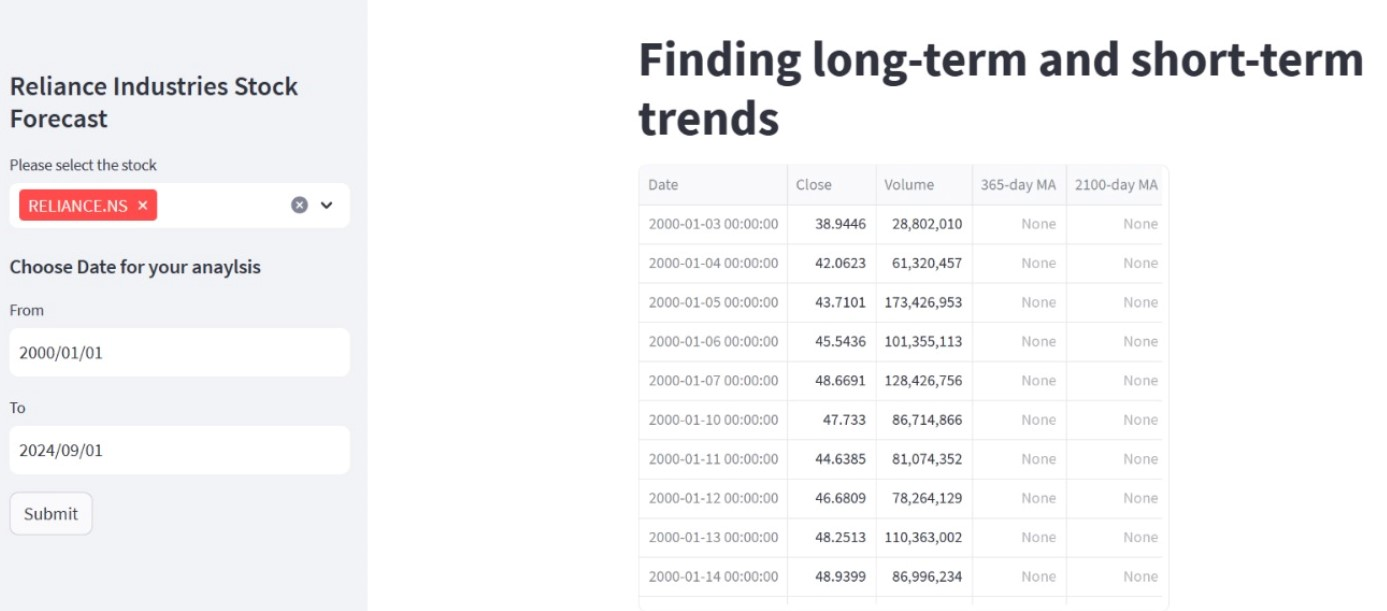 Reliance Industries Stock
Forecast
Please select the stock
RELIANCE.NS ×
Choose Date for your anaylsis
From
2000/01/01
To
2024/09/01
Submit
Finding long-term and short-term
trends
Date Close Volume 365-day MA 2100-day MA
2000-01-03 00:00:00 38.9446 28,802,010 None None
2000-01-04 00:00:00 42.0623 61,320,457 None None
2000-01-05 00:00:00 43.7101 173,426,953 None None
2000-01-06 00:00:00 45.5436 101,355,113 None None
2000-01-07 00:00:00 48.6691 128,426,756 None None
2000-01-10 00:00:00 47.733 86,714,866 None None
2000-01-11 00:00:00 44.6385 81,074,352 None None
2000-01-12 00:00:00 46.6809 78,264,129 None None
2000-01-13 00:00:00 48.2513 110,363,002 None None
2000-01-14 00:00:00 48.9399 86,996,234 None None